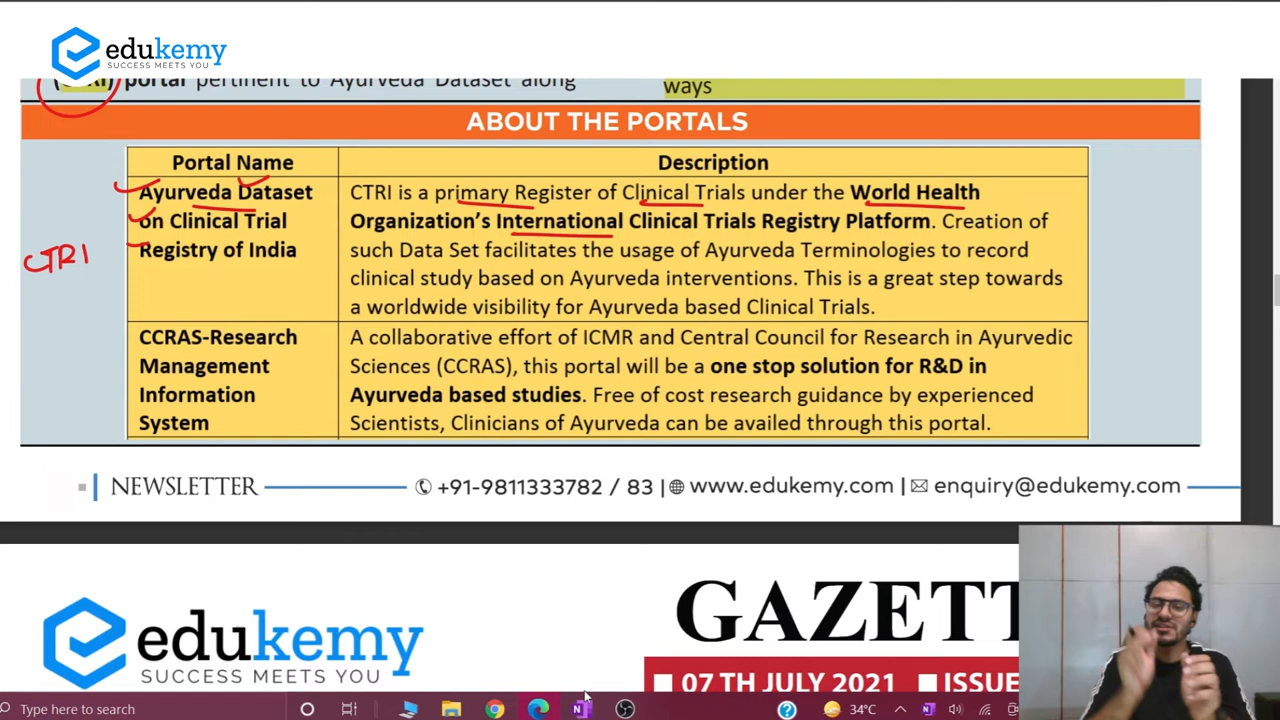 edukemy
SUCCESS MEETS YOU
portal pertinent to Ayurveda Dataset along
ways
ABOUT THE PORTALS
Portal Name
Description
Ayurveda Dataset
on Clinical Trial
Registry of India
CTRI is a primary Register of Clinical Trials under the World Health
Organization's International Clinical Trials Registry Platform. Creation of
such Data Set facilitates the usage of Ayurveda Terminologies to record
clinical study based on Ayurveda interventions. This is a great step towards
a worldwide visibility for Ayurveda based Clinical Trials.
CTRI
CCRAS-Research
Management
Information
System
A collaborative effort of ICMR and Central Council for Research in Ayurvedic
Sciences (CCRAS), this portal will be a one stop solution for R&D in
Ayurveda based studies. Free of cost research guidance by experienced
Scientists, Clinicians of Ayurveda can be availed through this portal.
NEWSLETTER
+91-9811333782 / 83 | www.edukemy.com | enquiry@edukemy.com
edukemy
SUCCESS MEETS YOU
GAZETT
07 TH JULY 2021 ISSUE
Type here to search
34°C